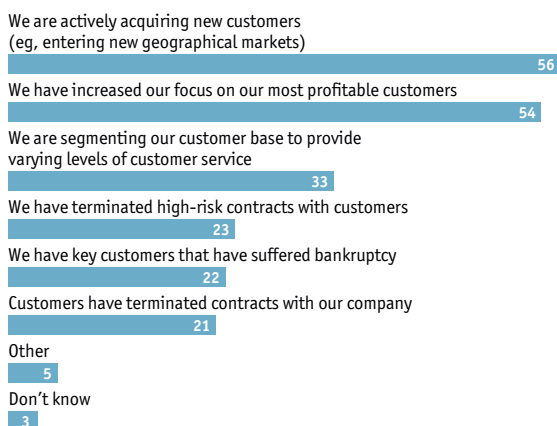 We are actively acquiring new customers
(eg, entering new geographical markets)
56
We have increased our focus on our most profitable customers
54
We are segmenting our customer base to provide
varying levels of customer service
33
We have terminated high-risk contracts with customers
23
We have key customers that have suffered bankruptcy
22
Customers have terminated contracts with our company
21
Other
5
Don’t know
3